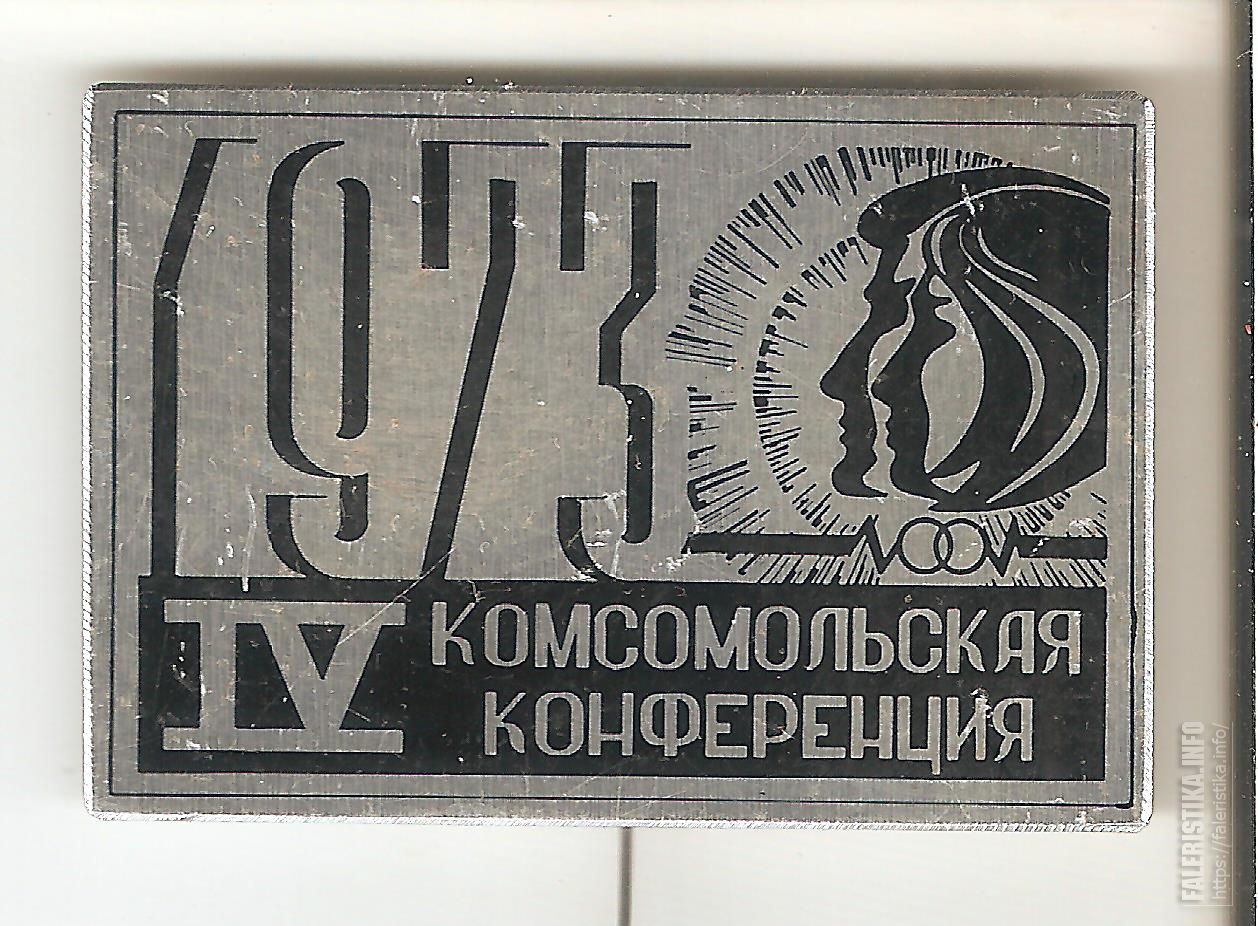 1973
IV КОМСОМОЛЬСКАЯ
КОНФЕРЕНЦИЯ
FALERISTIKA.INFO
https://faleristika.info/